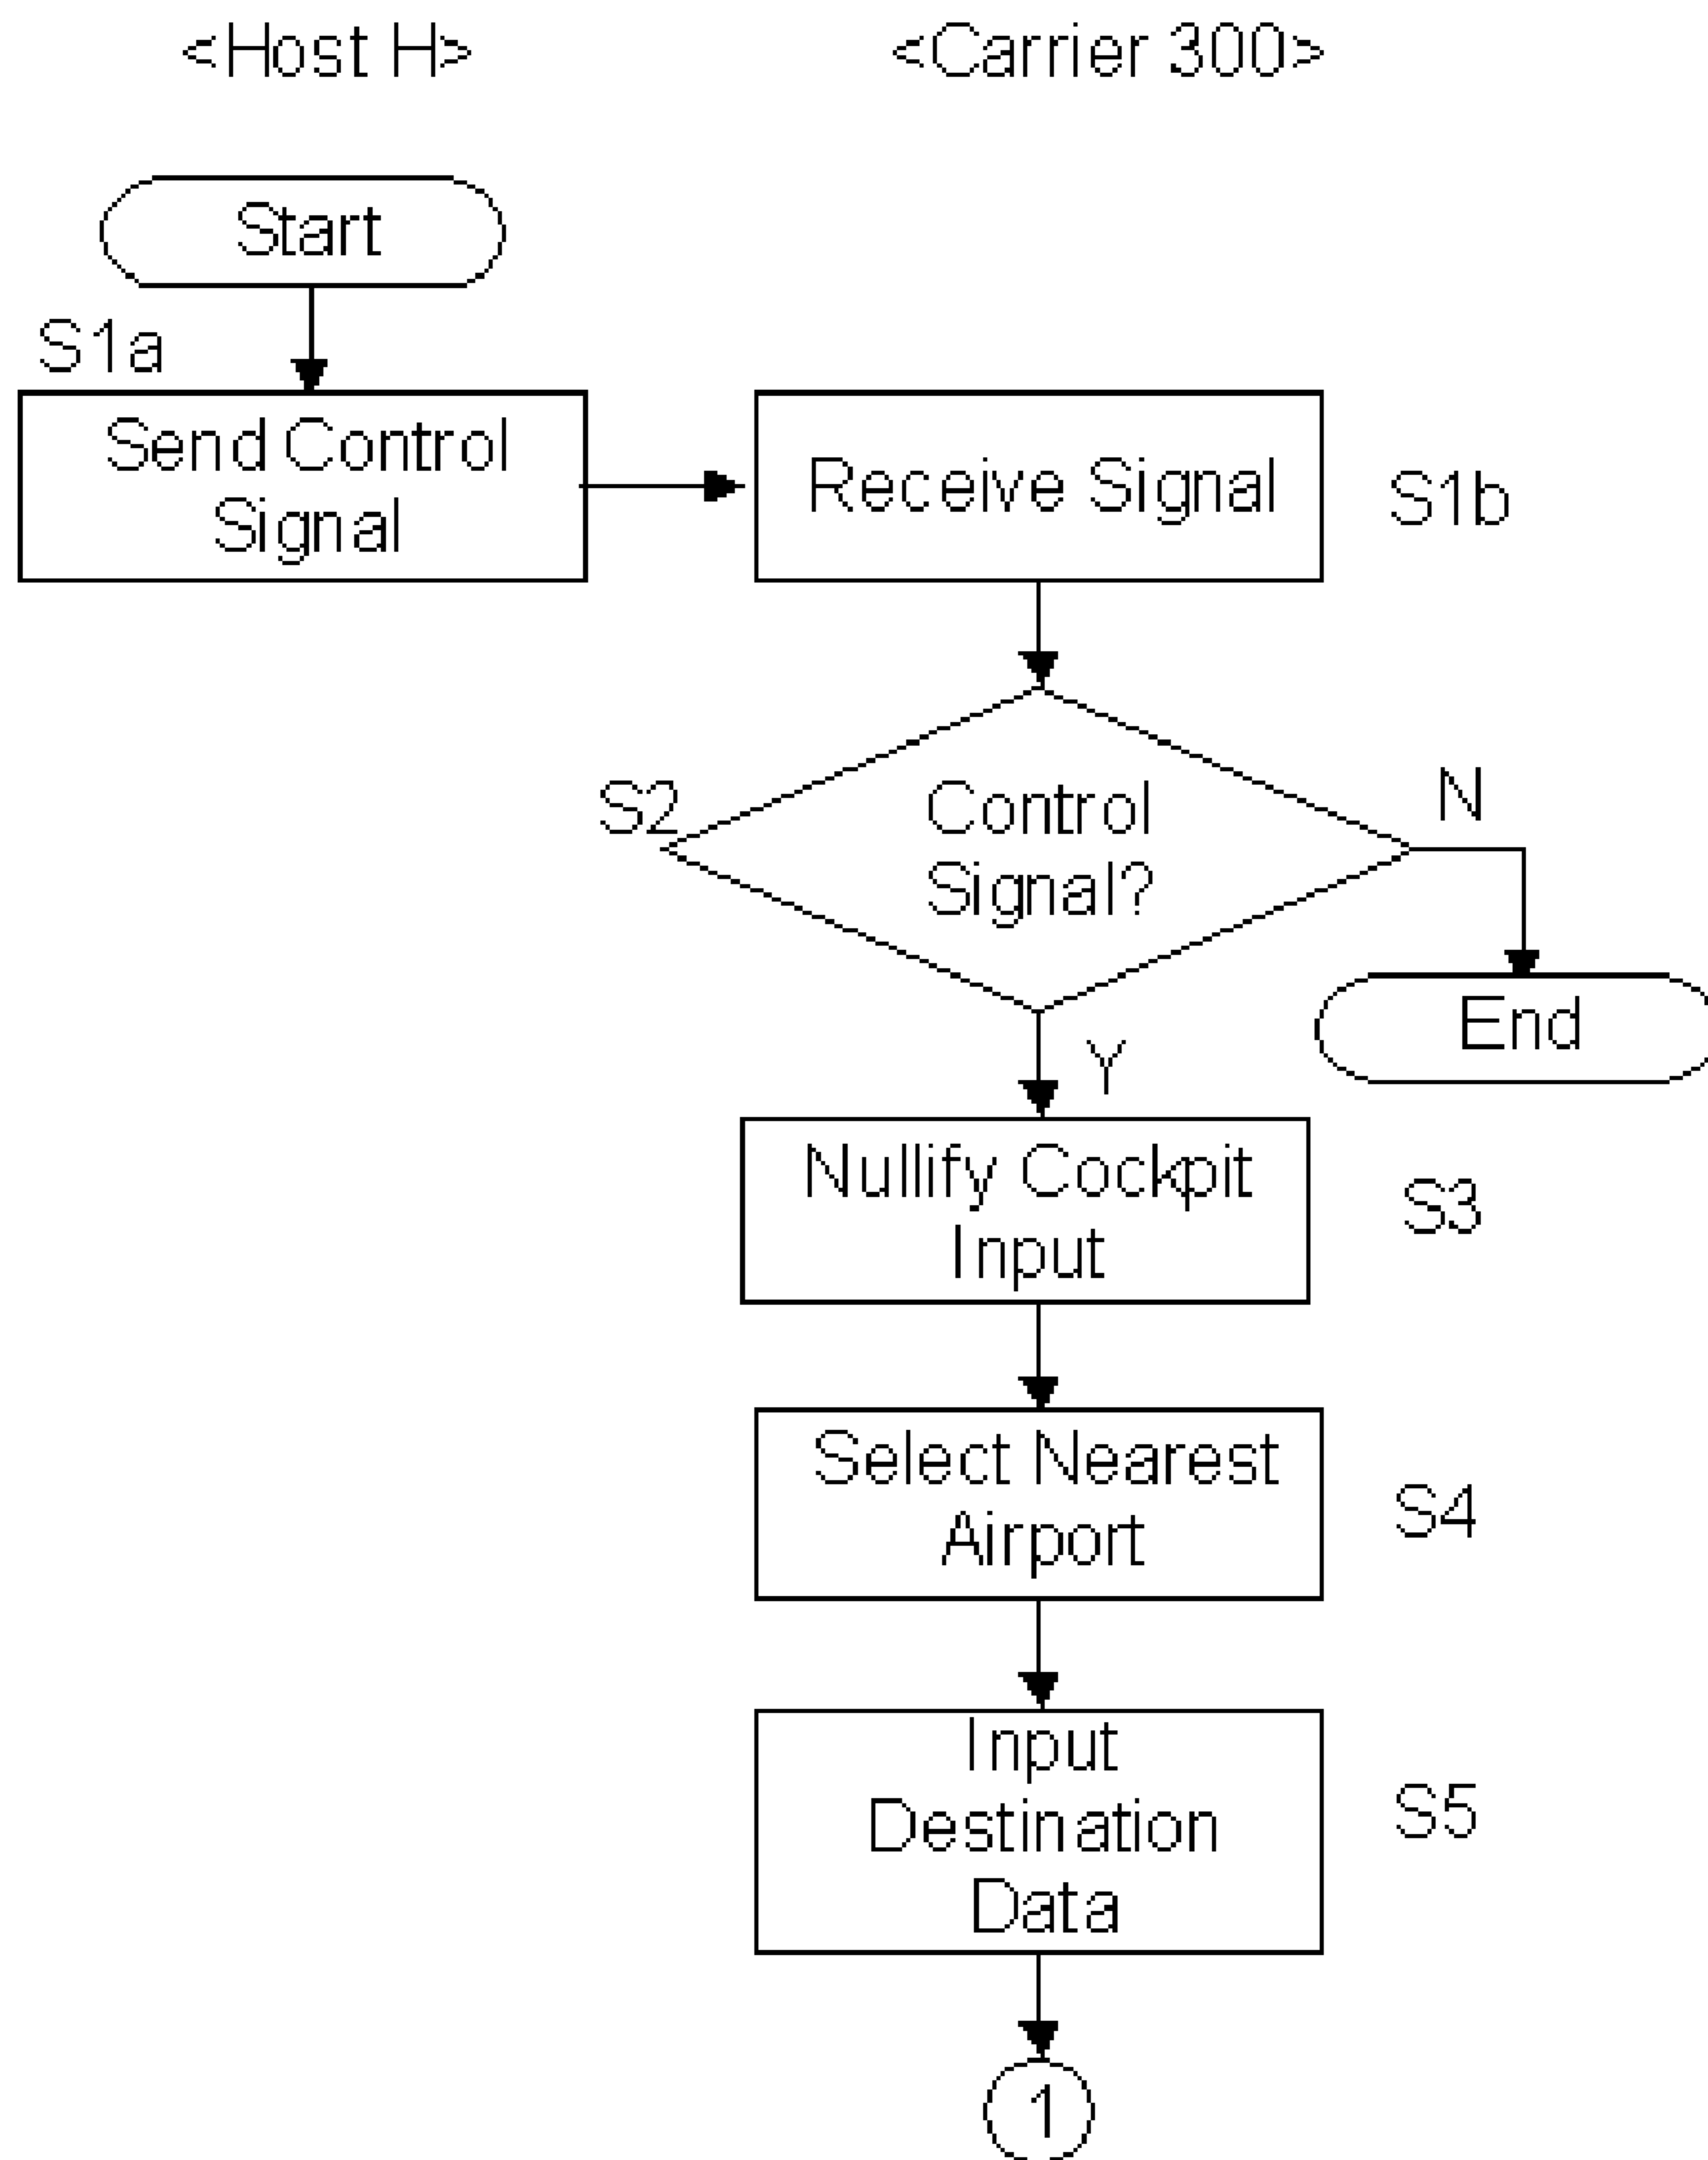 <Host H>
<Carrier 300>
Start
S1a
Send Control
Signal
Receive Signal
S1b
S2
Control
Signal?
N
End
Y
Nullify Cockpit
Input
S3
Select Nearest
Airport
S4
Input
Destination
Data
S5
1